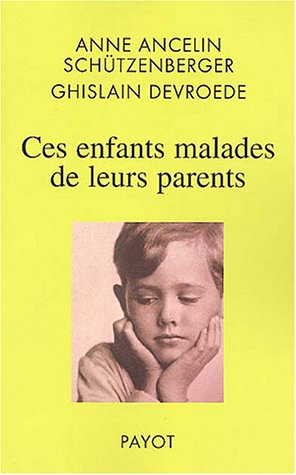 ANNE ANCELIN
SCHÜTZENBERGER
GHISLAIN DEVROEDE
Ces enfants malades
de leurs parents
PAYOT